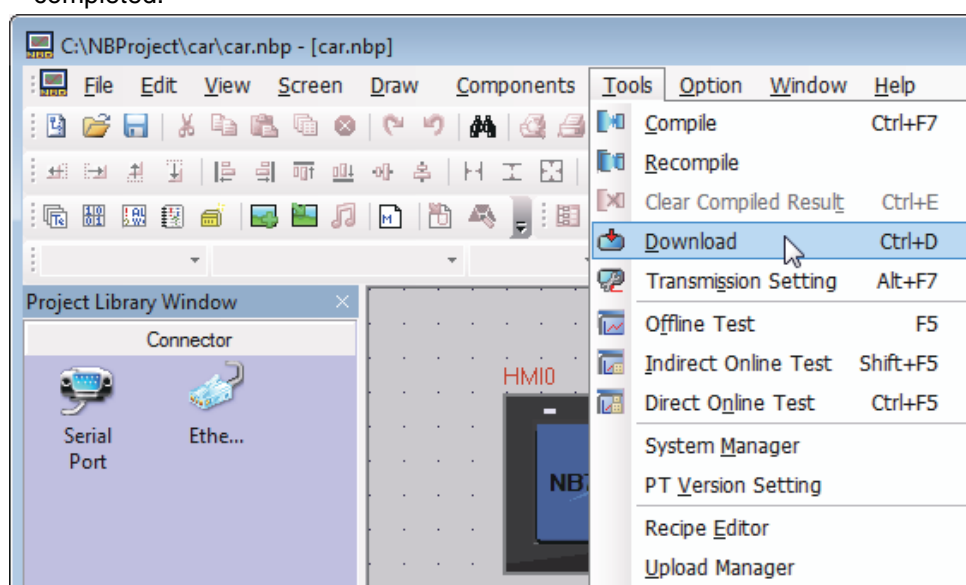 completed.
C:\NBProject\car\car.nbp - [car.nbp]
File Edit View Screen Draw Components Tools Option Window Help
Compile Ctrl+F7
Recompile
Clear Compiled Result Ctrl+E
Download Ctrl+D
Transmission Setting Alt+F7
Project Library Window
Offline Test F5
Connector
Indirect Online Test Shift+F5
HMI0
Direct Online Test Ctrl+F5
Serial
Port
Ethe...
System Manager
NB7
PT Version Setting
Recipe Editor
Upload Manager